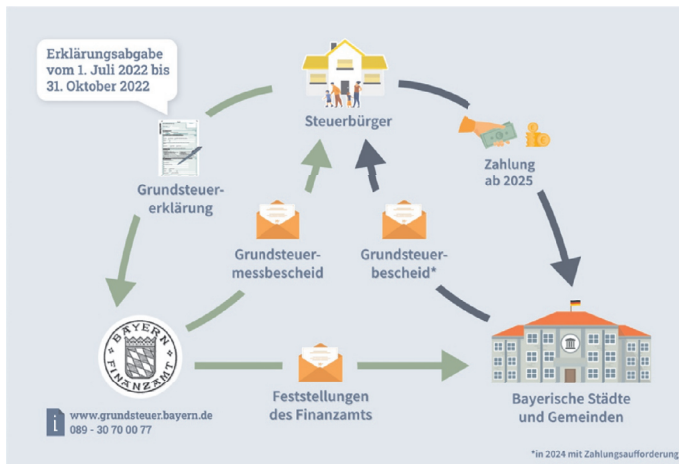 Erklärungsabgabe
vom 1. Juli 2022 bis
31. Oktober 2022
Steuerbürger
Zahlung
ab 2025
Grundsteuer-
erklärung
Grundsteuer-
messbescheid
Grundsteuer-
bescheid*
BAYERN
FINANZAMT
Feststellungen
des Finanzamts
Bayerische Städte
und Gemeinden
www.grundsteuer.bayern.de
089 - 30 70 00 77
*in 2024 mit Zahlungsaufforderung